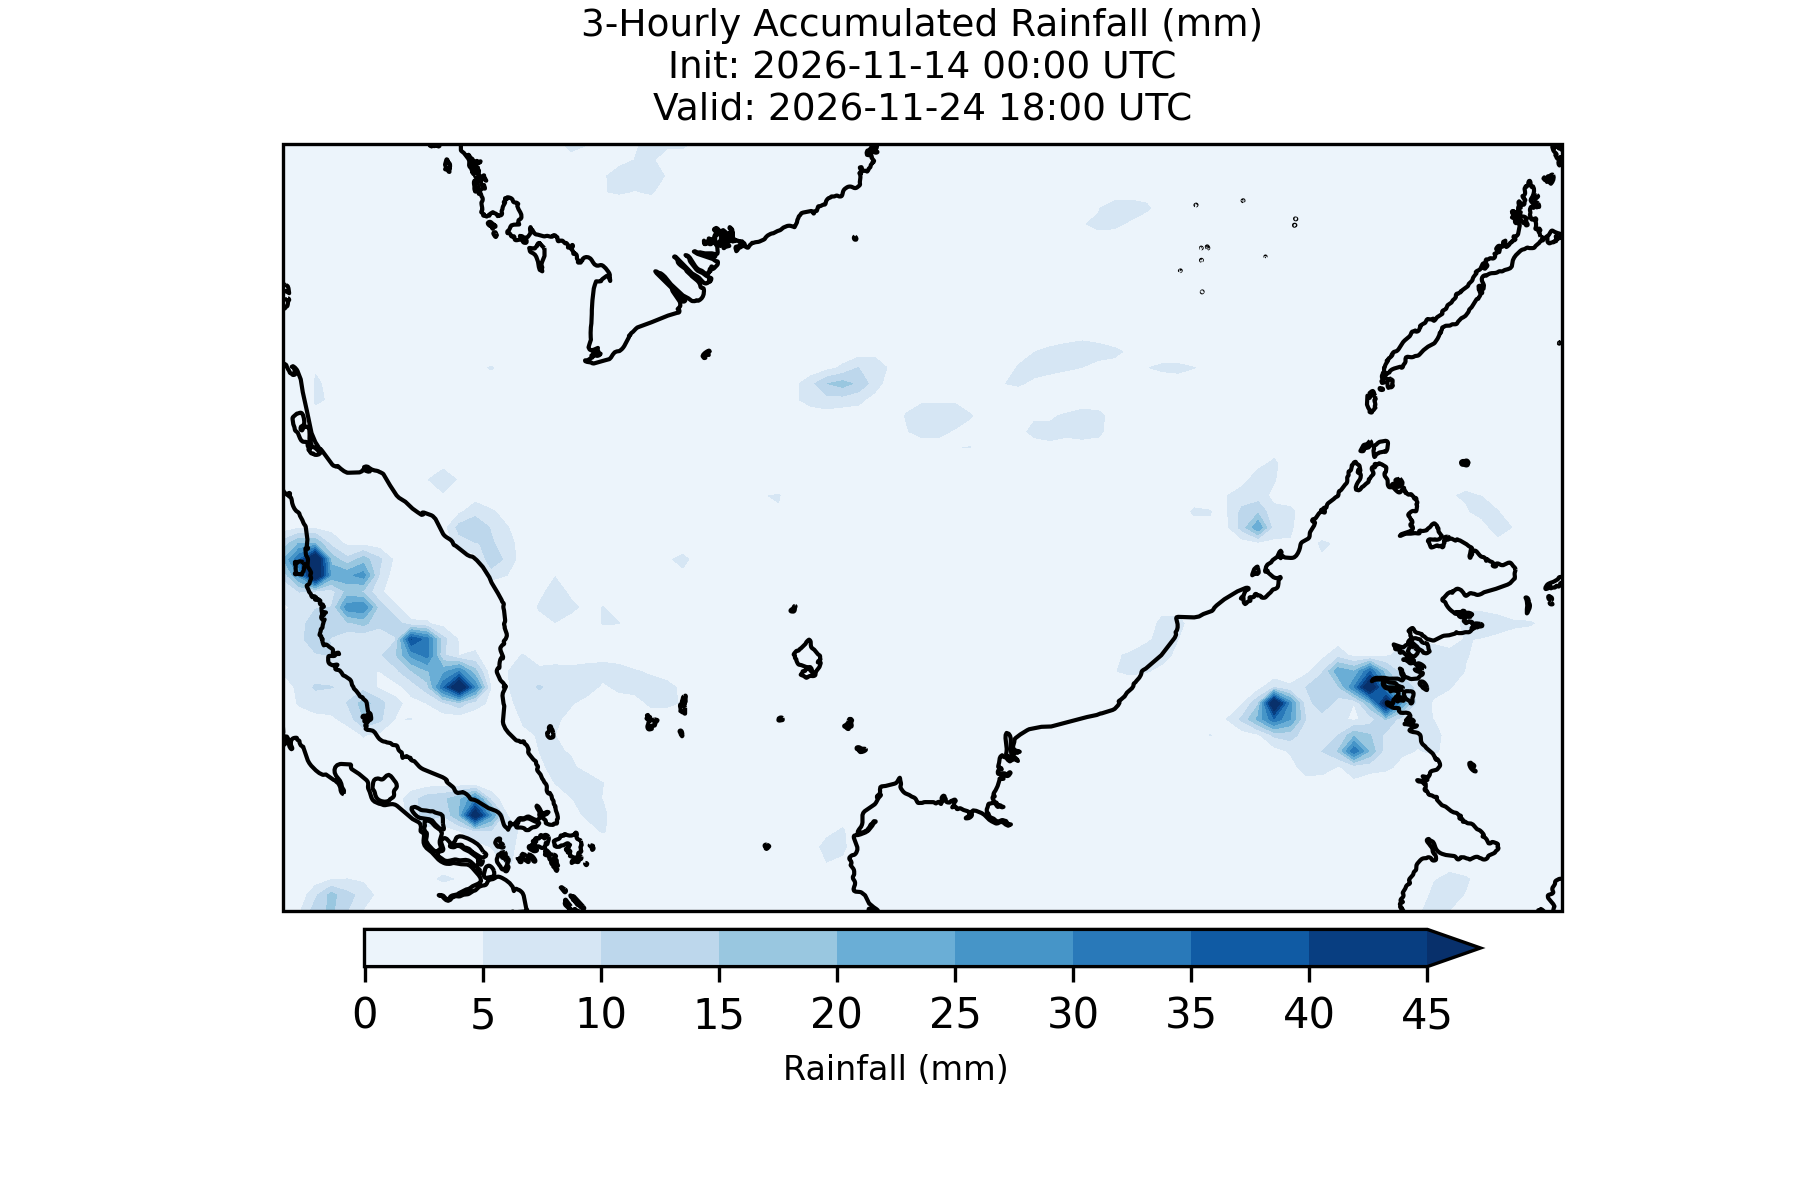 3-Hourly Accumulated Rainfall (mm)
Init: 2026-11-14 00:00 UTC
Valid: 2026-11-24 18:00 UTC
0 5 10 15 20 25 30 35 40 45
Rainfall (mm)